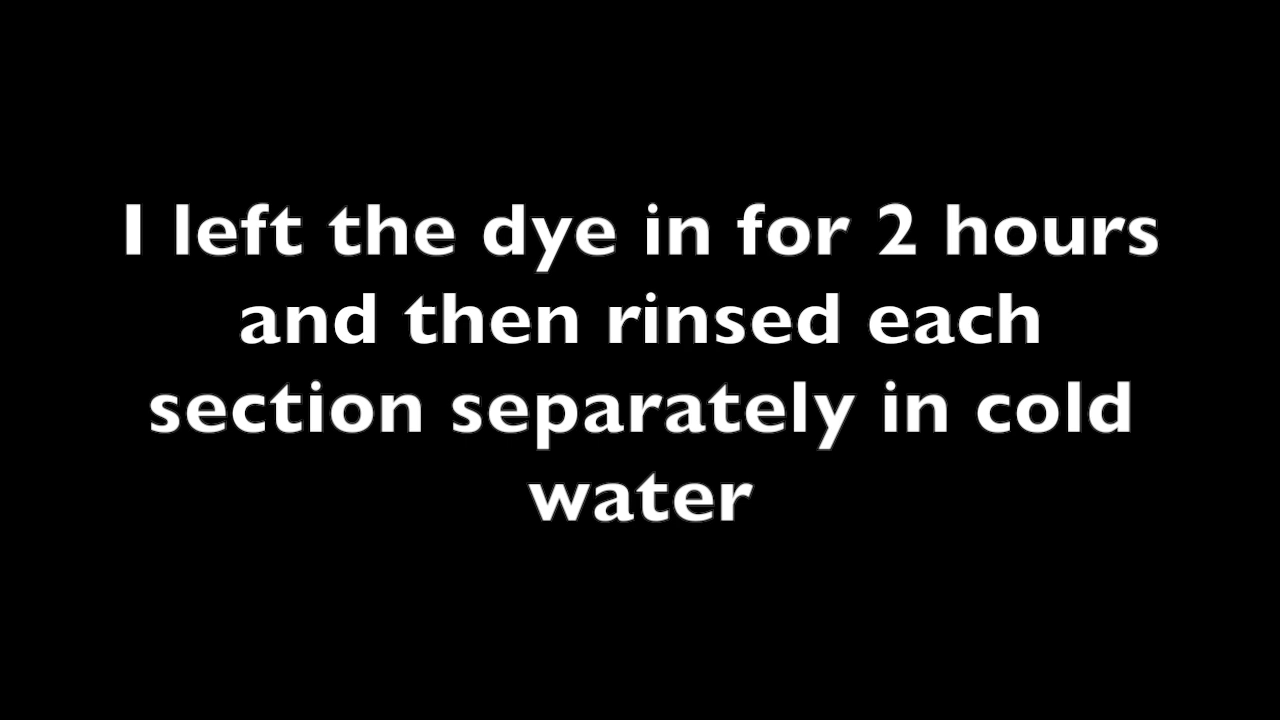 I left the dye in for 2 hours
and then rinsed each
section separately in cold
water